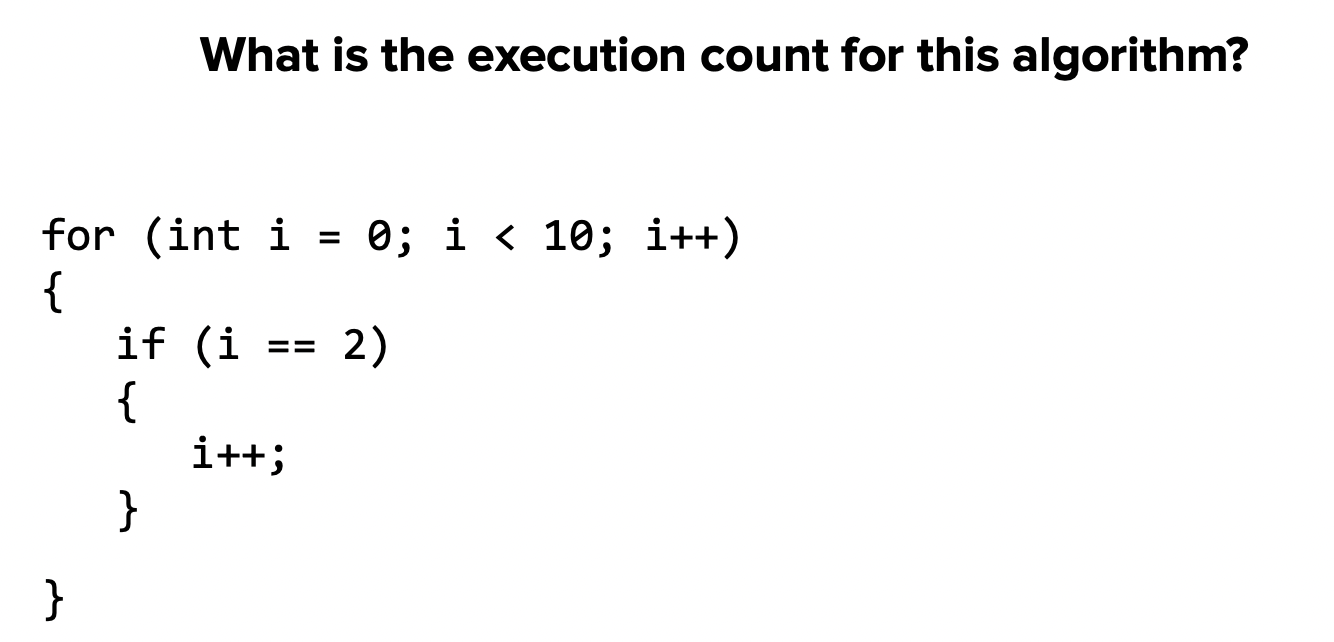 What is the execution count for this algorithm?
for (int i = 0; i < 10; i++)
{
   if (i == 2)
   {
      i++;
   }
}